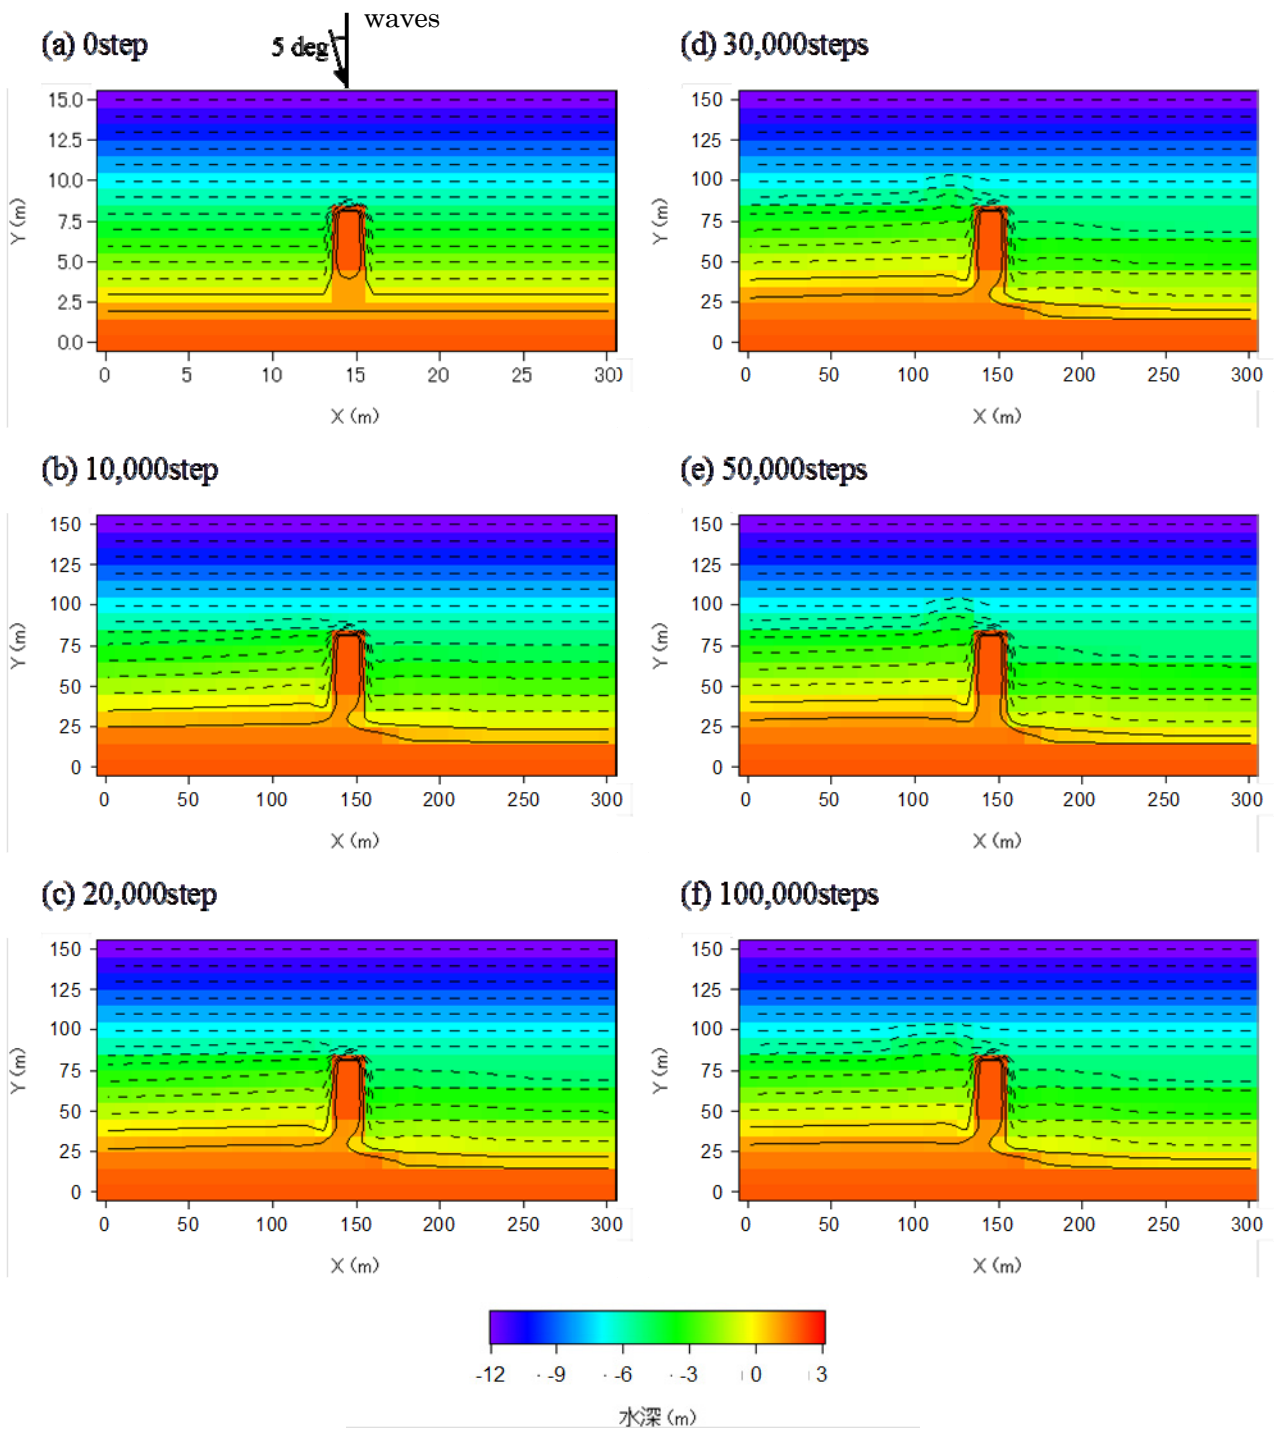 waves
(a) 0step
5 deg
(d) 30,000steps
15.0
12.5
10.0
7.5
5.0
2.5
0.0
Y (m)
0 5 10 15 20 25 30
X (m)
150
125
100
75
50
25
0
Y (m)
0 50 100 150 200 250 300
X (m)
(b) 10,000step
(e) 50,000steps
150
125
100
75
50
25
0
Y (m)
0 50 100 150 200 250 300
X (m)
150
125
100
75
50
25
0
Y (m)
0 50 100 150 200 250 300
X (m)
(c) 20,000step
(f) 100,000steps
150
125
100
75
50
25
0
Y (m)
0 50 100 150 200 250 300
X (m)
150
125
100
75
50
25
0
Y (m)
0 50 100 150 200 250 300
X (m)
-12 -9 -6 -3 0 3
水深 (m)